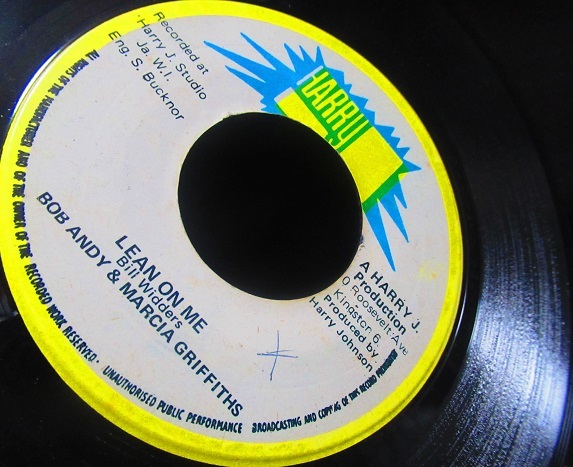 Recorded at
Harry J. Studio
Ja. W.I.
Eng. S. Bucknor
HARRY
LEAN ON ME
Bill Widders
BOB ANDY & MARCIA GRIFFITHS
A HARRY J.
Production
0 Roosevelt Ave
Kingston 6
Produced by
Harry Johnson
OF THE MANUFACTURER AND OF THE OWNER OF THE RECORDED WORK RESERVED. UNAUTHORISED PUBLIC PERFORMANCE BROADCASTING AND COPYING OF THIS RECORD PROHIBITED